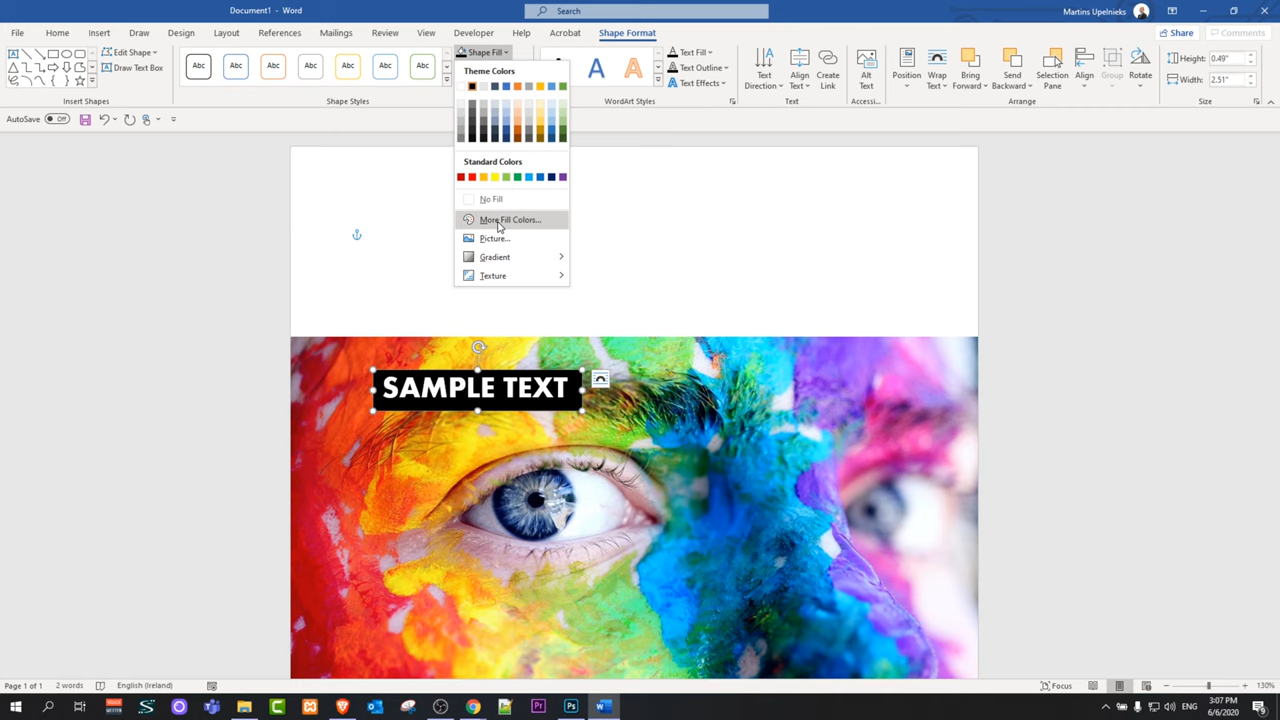 Document1 - Word
Search
Martins Upelnieks
File Home Insert Draw Design Layout References Mailings Review View Developer Help Acrobat Shape Format Share Comments
Edit Shape
Draw Text Box
Insert Shapes
Abc Abc Abc Abc Abc Abc Abc
Shape Styles
Shape Fill
A A
Text Fill
Text Outline
Text Effects
WordArt Styles
Text Direction
Align Text
Create Link
Text
Alt Text
Accessi...
Position
Wrap Text
Bring Forward
Send Backward
Selection Pane
Align
Group
Rotate
Arrange
Height: 0.49"
Width: 2.51"
Size
AutoSave Off
Theme Colors
Standard Colors
No Fill
More Fill Colors...
Picture...
Gradient
Texture
SAMPLE TEXT
Page 1 of 1 2 words English (Ireland) Focus 130%
Pr Ps W
ENG
3:07 PM
6/6/2020